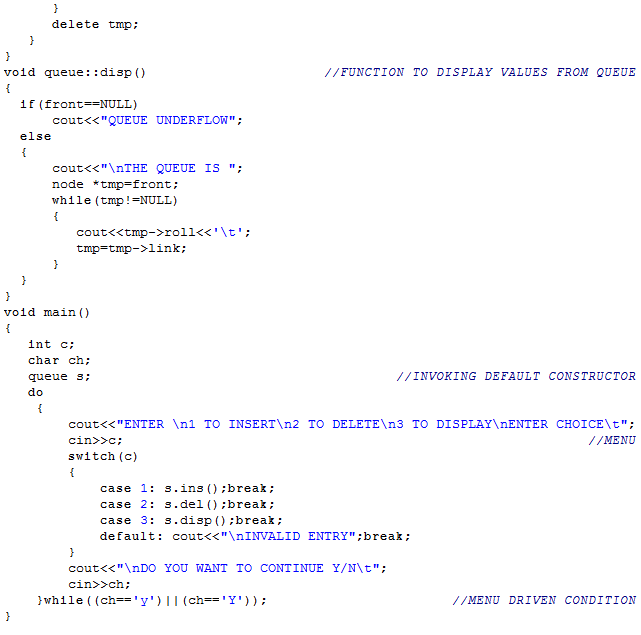 }
delete tmp;
}
}
void queue::disp() //FUNCTION TO DISPLAY VALUES FROM QUEUE
{
if(front==NULL)
cout<<"QUEUE UNDERFLOW";
else
{
cout<<"\nTHE QUEUE IS ";
node *tmp=front;
while(tmp!=NULL)
{
cout<<tmp->roll<<'\t';
tmp=tmp->link;
}
}
}
void main()
{
int c;
char ch;
queue s; //INVOKING DEFAULT CONSTRUCTOR
do
{
cout<<"ENTER \n1 TO INSERT\n2 TO DELETE\n3 TO DISPLAY\nENTER CHOICE\t";
cin>>c; //MENU
switch(c)
{
case 1: s.ins();break;
case 2: s.del();break;
case 3: s.disp();break;
default: cout<<"\nINVALID ENTRY";break;
}
cout<<"\nDO YOU WANT TO CONTINUE Y/N\t";
cin>>ch;
}while((ch=='y')||(ch=='Y')); //MENU DRIVEN CONDITION
}